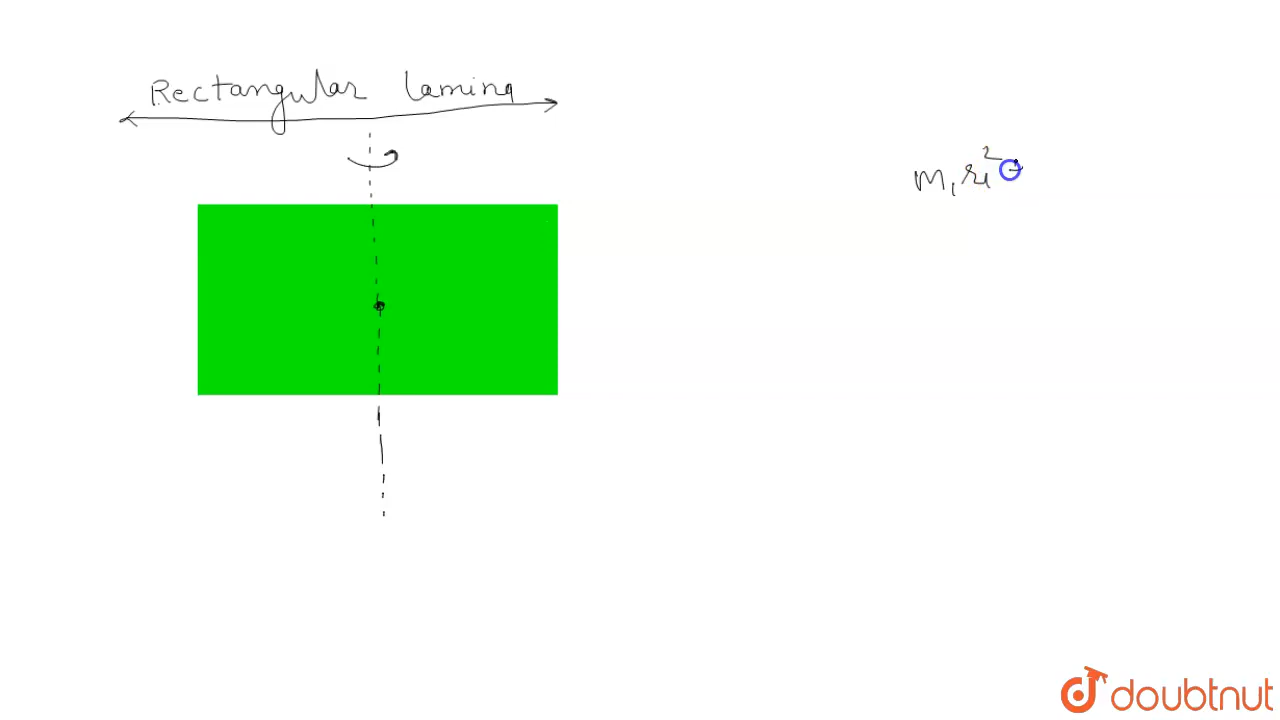 Rectangular lamina
m₁r₁² +
doubtnut